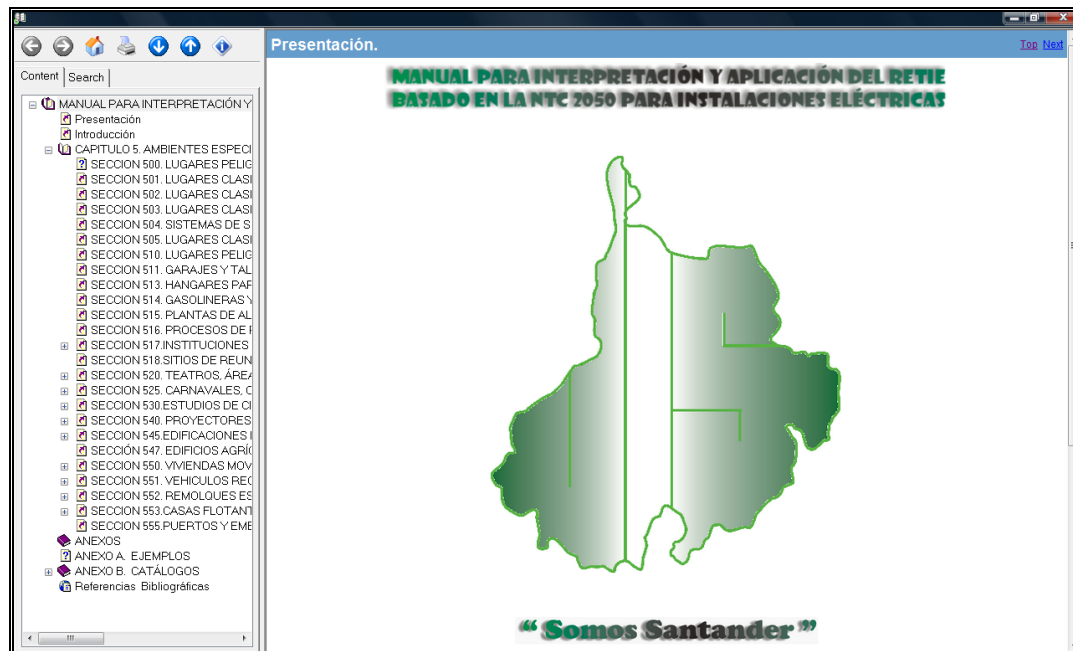 Content
Search
MANUAL PARA INTERPRETACIÓN Y
Presentación
Introducción
CAPITULO 5. AMBIENTES ESPECI
SECCION 500. LUGARES PELIG
SECCION 501. LUGARES CLASI
SECCION 502. LUGARES CLASI
SECCION 503. LUGARES CLASI
SECCION 504. SISTEMAS DE S
SECCION 505. LUGARES CLASI
SECCION 510. LUGARES PELIG
SECCION 511. GARAJES Y TAL
SECCION 513. HANGARES PAR
SECCION 514. GASOLINERAS Y
SECCION 515. PLANTAS DE AL
SECCION 516. PROCESOS DE F
SECCION 517.INSTITUCIONES
SECCION 518.SITIOS DE REUN
SECCION 520. TEATROS, ÁREA
SECCION 525. CARNAVALES, C
SECCION 530.ESTUDIOS DE CI
SECCION 540. PROYECTORES
SECCION 545.EDIFICACIONES
SECCIÓN 547. EDIFICIOS AGRÍC
SECCION 550. VIVIENDAS MOV
SECCION 551. VEHICULOS REC
SECCION 552. REMOLQUES ES
SECCION 553.CASAS FLOTANT
SECCION 555.PUERTOS Y EMB
ANEXOS
ANEXO A. EJEMPLOS
ANEXO B. CATÁLOGOS
Referencias Bibliográficas
Presentación.
Top Next
MANUAL PARA INTERPRETACIÓN Y APLICACIÓN DEL RETIE
BASADO EN LA NTC 2050 PARA INSTALACIONES ELÉCTRICAS
“ Somos Santander ”